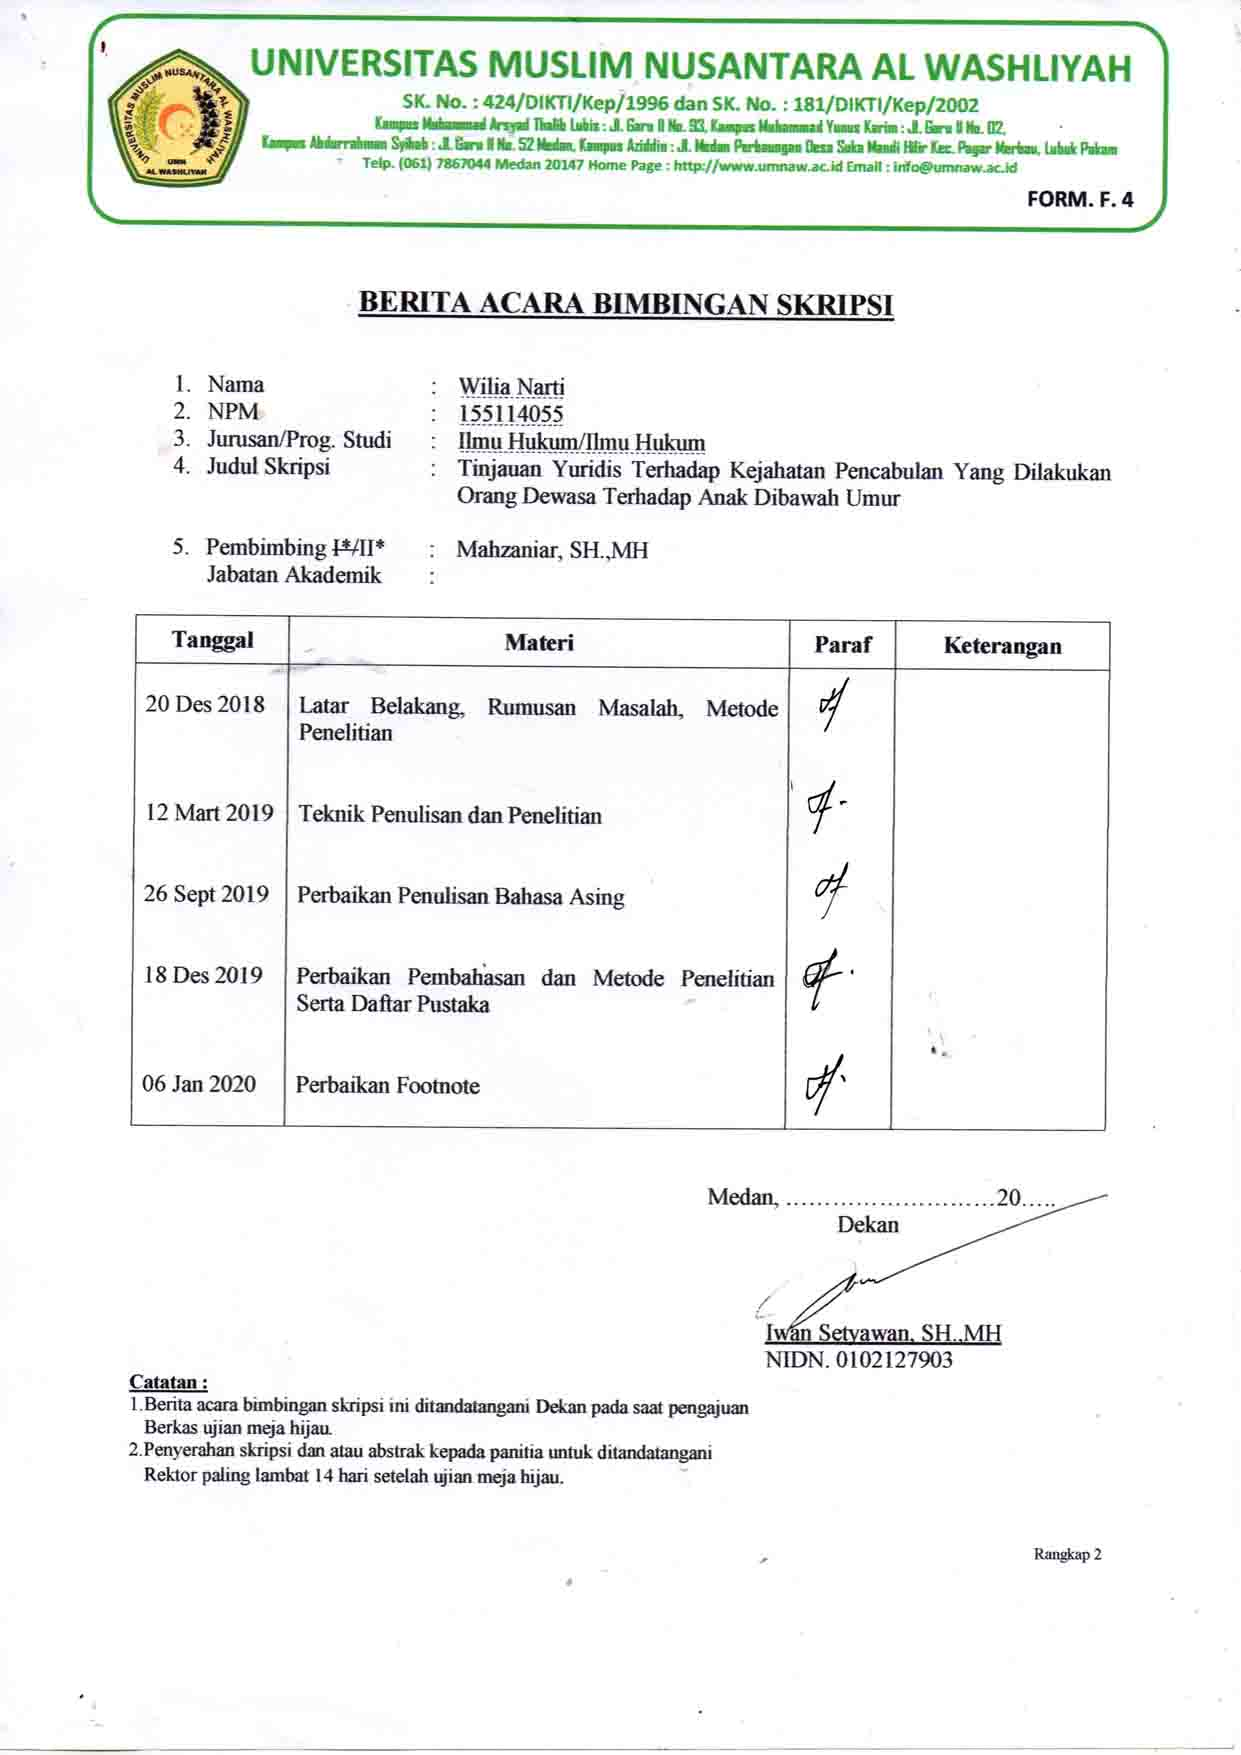 UNIVERSITAS MUSLIM NUSANTARA AL WASHLIYAH
SK. No. : 424/DIKTI/Kep/1996 dan SK. No. : 181/DIKTI/Kep/2002
Kampus Muhammad Arsyad Thalib Lubis : Jl. Garu II No. 93, Kampus Muhammad Yunus Karim : Jl. Garu II No. 02,
Kampus Abdurrahman Syihab : Jl. Garu II No. 52 Medan, Kampus Aziddin : Jl. Medan Perbaungan Desa Suka Mandi Hilir Kec. Pagar Merbau, Lubuk Pakam
Telp. (061) 7867044 Medan 20147 Home Page : http://www.umnaw.ac.id Email : info@umnaw.ac.id
UNIVERSITAS MUSLIM NUSANTARA AL WASHLIYAH
UMN
AL WASHLIYAH
FORM. F. 4
BERITA ACARA BIMBINGAN SKRIPSI
1. Nama : Wilia Narti
2. NPM : 155114055
3. Jurusan/Prog. Studi : Ilmu Hukum/Ilmu Hukum
4. Judul Skripsi : Tinjauan Yuridis Terhadap Kejahatan Pencabulan Yang Dilakukan
Orang Dewasa Terhadap Anak Dibawah Umur
5. Pembimbing I*/II* : Mahzaniar, SH.,MH
Jabatan Akademik :
Tanggal Materi Paraf Keterangan
20 Des 2018 Latar Belakang, Rumusan Masalah, Metode
Penelitian
12 Mart 2019 Teknik Penulisan dan Penelitian
26 Sept 2019 Perbaikan Penulisan Bahasa Asing
18 Des 2019 Perbaikan Pembahasan dan Metode Penelitian
Serta Daftar Pustaka
06 Jan 2020 Perbaikan Footnote
Medan, ...........................20.....
Dekan
Iwan Setyawan, SH.,MH
NIDN. 0102127903
Catatan :
1.Berita acara bimbingan skripsi ini ditandatangani Dekan pada saat pengajuan
Berkas ujian meja hijau.
2.Penyerahan skripsi dan atau abstrak kepada panitia untuk ditandatangani
Rektor paling lambat 14 hari setelah ujian meja hijau.
Rangkap 2